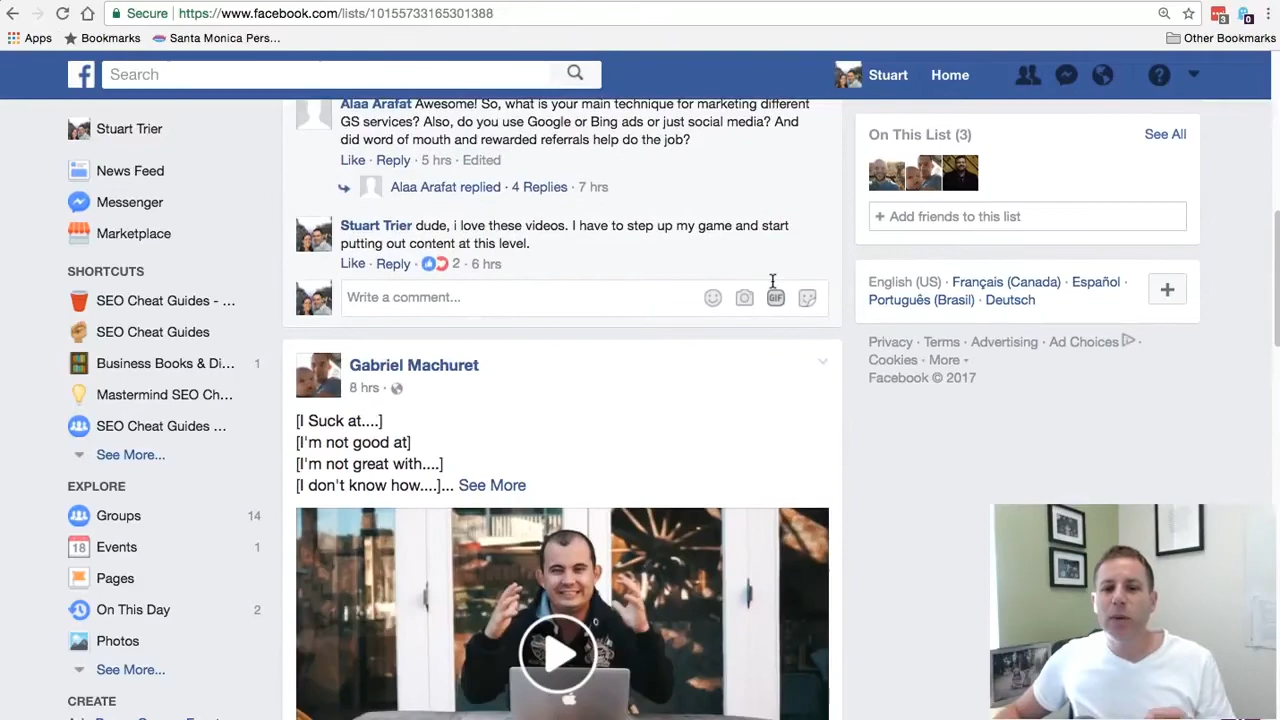 Secure
https://www.facebook.com/lists/10155733165301388
3
0
Apps
Bookmarks
Santa Monica Pers...
Other Bookmarks
f
Search
Stuart
Home
?
Stuart Trier
News Feed
Messenger
Marketplace
SHORTCUTS
SEO Cheat Guides - ...
SEO Cheat Guides
Business Books & Di... 1
Mastermind SEO Ch...
SEO Cheat Guides ...
See More...
EXPLORE
Groups 14
18 Events 1
Pages
On This Day 2
Photos
See More...
CREATE
Alaa Arafat Awesome! So, what is your main technique for marketing different
GS services? Also, do you use Google or Bing ads or just social media? And
did word of mouth and rewarded referrals help do the job?
Like · Reply · 5 hrs · Edited
Alaa Arafat replied · 4 Replies · 7 hrs
Stuart Trier dude, i love these videos. I have to step up my game and start
putting out content at this level.
Like · Reply · 2 · 6 hrs
Write a comment...
GIF
Gabriel Machuret
8 hrs ·
[I Suck at....]
[I'm not good at]
[I'm not great with....]
[I don't know how....]... See More
On This List (3)
See All
+ Add friends to this list
English (US) · Français (Canada) · Español ·
Português (Brasil) · Deutsch
+
Privacy · Terms · Advertising · Ad Choices ·
Cookies · More
Facebook © 2017